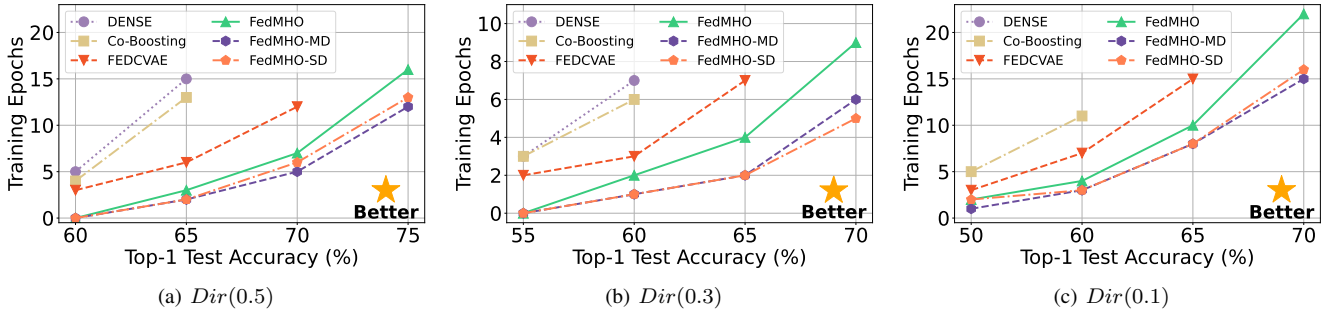 DENSE
Co-Boosting
FEDCVAE
FedMHO
FedMHO-MD
FedMHO-SD
Training Epochs
20
15
10
5
0
60
65
70
75
Better
Top-1 Test Accuracy (%)
(a) Dir(0.5)
DENSE
Co-Boosting
FEDCVAE
FedMHO
FedMHO-MD
FedMHO-SD
Training Epochs
10
8
6
4
2
0
55
60
65
70
Better
Top-1 Test Accuracy (%)
(b) Dir(0.3)
DENSE
Co-Boosting
FEDCVAE
FedMHO
FedMHO-MD
FedMHO-SD
Training Epochs
20
15
10
5
0
50
60
65
70
Better
Top-1 Test Accuracy (%)
(c) Dir(0.1)